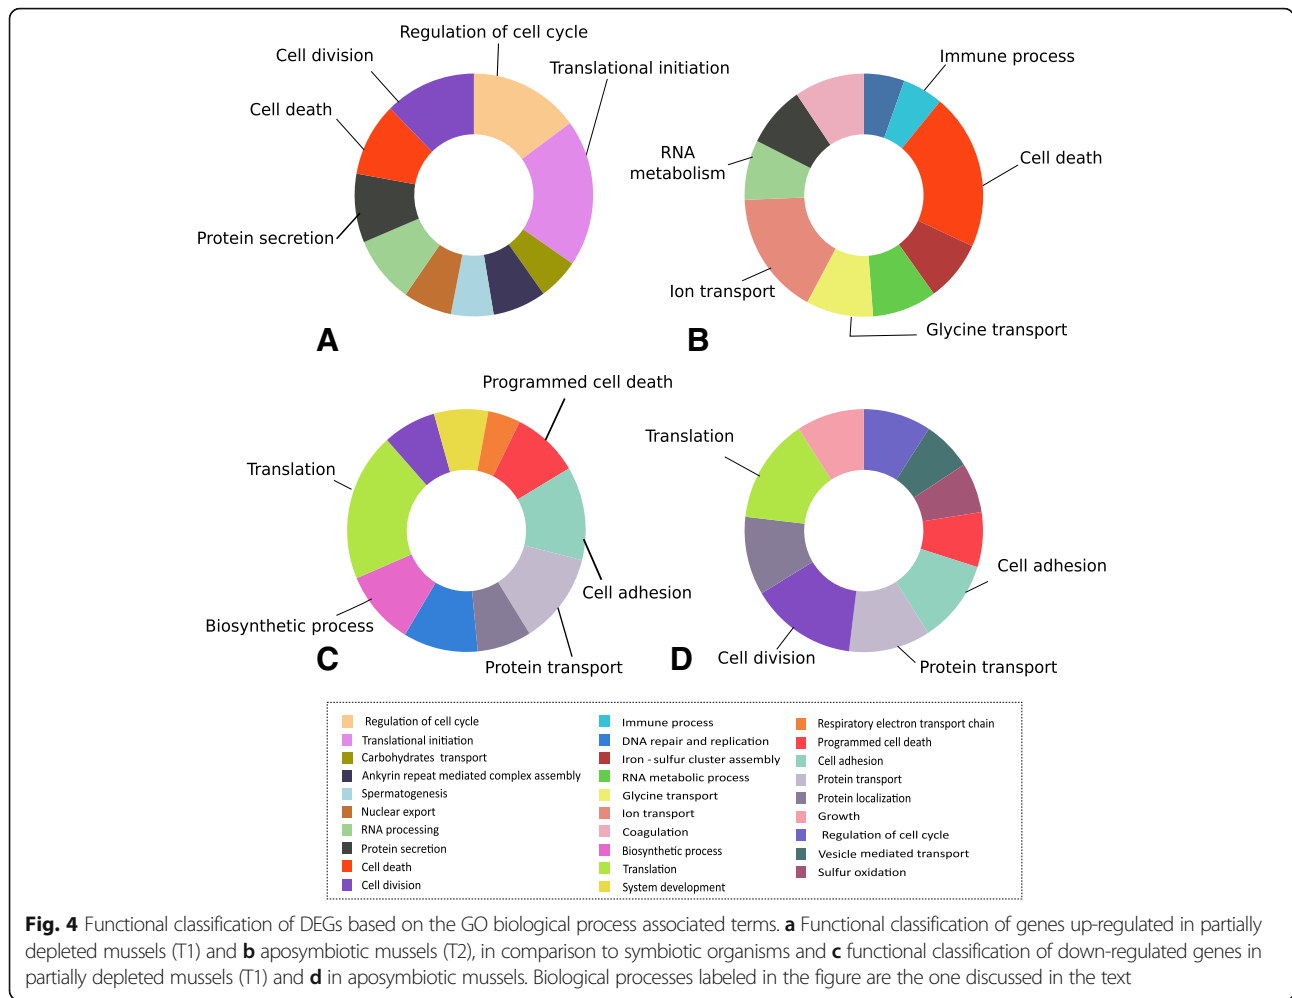 Regulation of cell cycle
Cell division
Translational initiation
Cell death
Protein secretion
A
Immune process
RNA
metabolism
Cell death
Ion transport
Glycine transport
B
Programmed cell death
Translation
Cell adhesion
Biosynthetic process
Protein transport
C
Translation
Cell adhesion
Cell division
Protein transport
D
Regulation of cell cycle
Translational initiation
Carbohydrates transport
Ankyrin repeat mediated complex assembly
Spermatogenesis
Nuclear export
RNA processing
Protein secretion
Cell death
Cell division
Immune process
DNA repair and replication
Iron - sulfur cluster assembly
RNA metabolic process
Glycine transport
Ion transport
Coagulation
Biosynthetic process
Translation
System development
Respiratory electron transport chain
Programmed cell death
Cell adhesion
Protein transport
Protein localization
Growth
Regulation of cell cycle
Vesicle mediated transport
Sulfur oxidation
Fig. 4 Functional classification of DEGs based on the GO biological process associated terms. a Functional classification of genes up-regulated in partially
depleted mussels (T1) and b aposymbiotic mussels (T2), in comparison to symbiotic organisms and c functional classification of down-regulated genes in
partially depleted mussels (T1) and d in aposymbiotic mussels. Biological processes labeled in the figure are the one discussed in the text